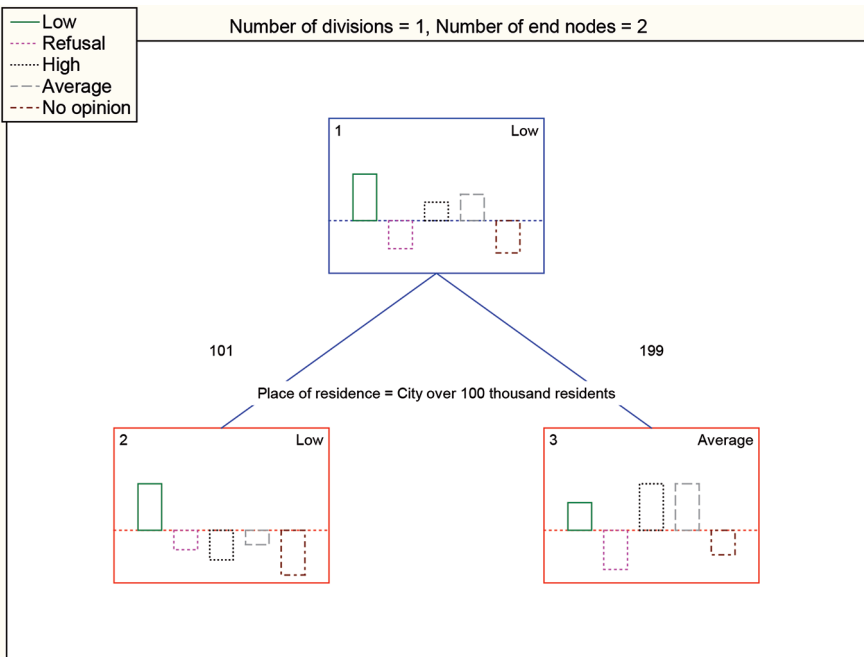 Low
Refusal
High
Average
No opinion
Number of divisions = 1, Number of end nodes = 2
1 Low
101
199
Place of residence = City over 100 thousand residents
2 Low
3 Average